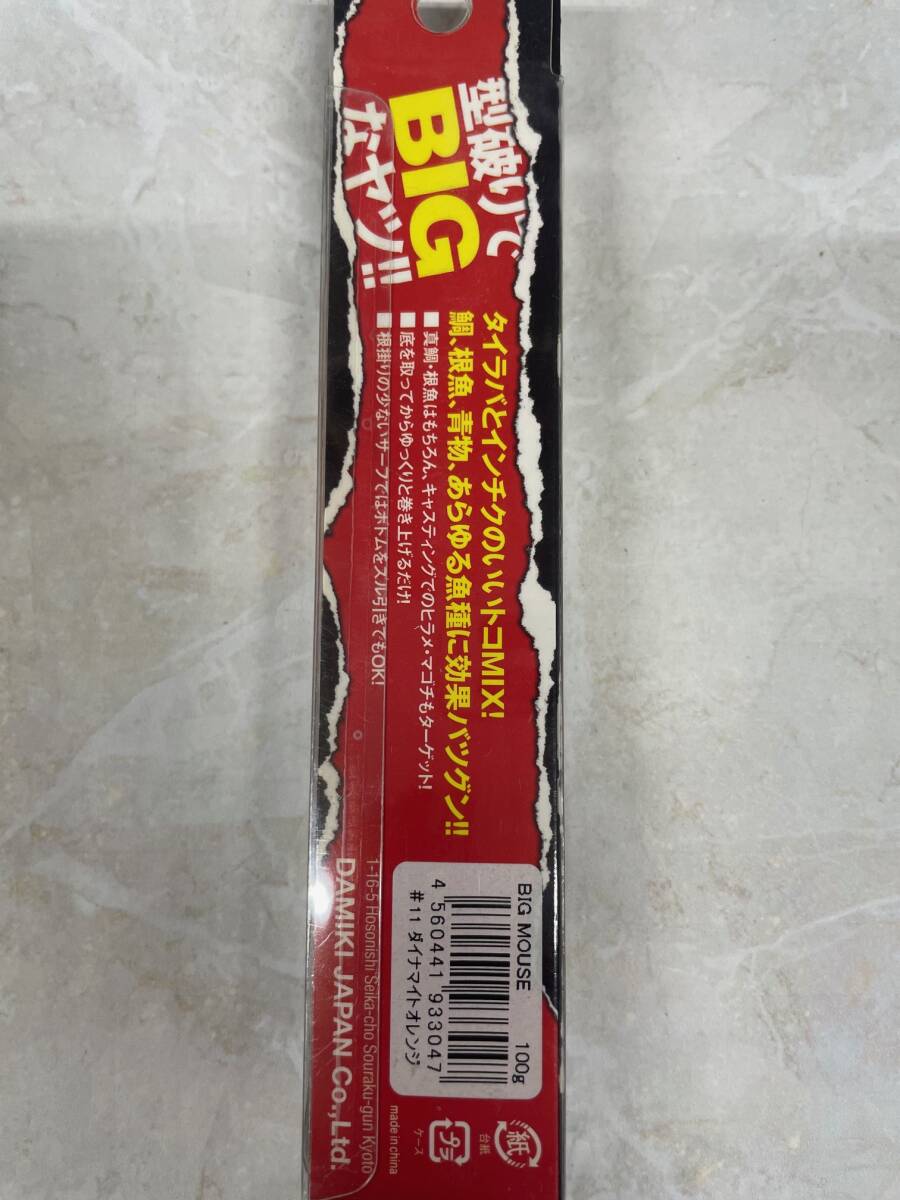 型破りで
BIG
なヤツ!!
タイラバとインチクのいいトコMIX!
鯛、根魚、青物、あらゆる魚種に効果バツグン!!
■真鯛・根魚はもちろん、キャスティングでのヒラメ・マゴチもターゲット!
■底を取ってからゆっくりと巻き上げるだけ!
■根掛りの少ないサーフではボトムをズル引きでもOK!
BIG MOUSE 100g
4 560441 933047
#11 ダイナマイトオレンジ
紙
台紙
プラ
ケース
made in china
1-16-5 Hosonishi Seika-cho Souraku-gun Kyoto
DAMIKI JAPAN Co.,Ltd.